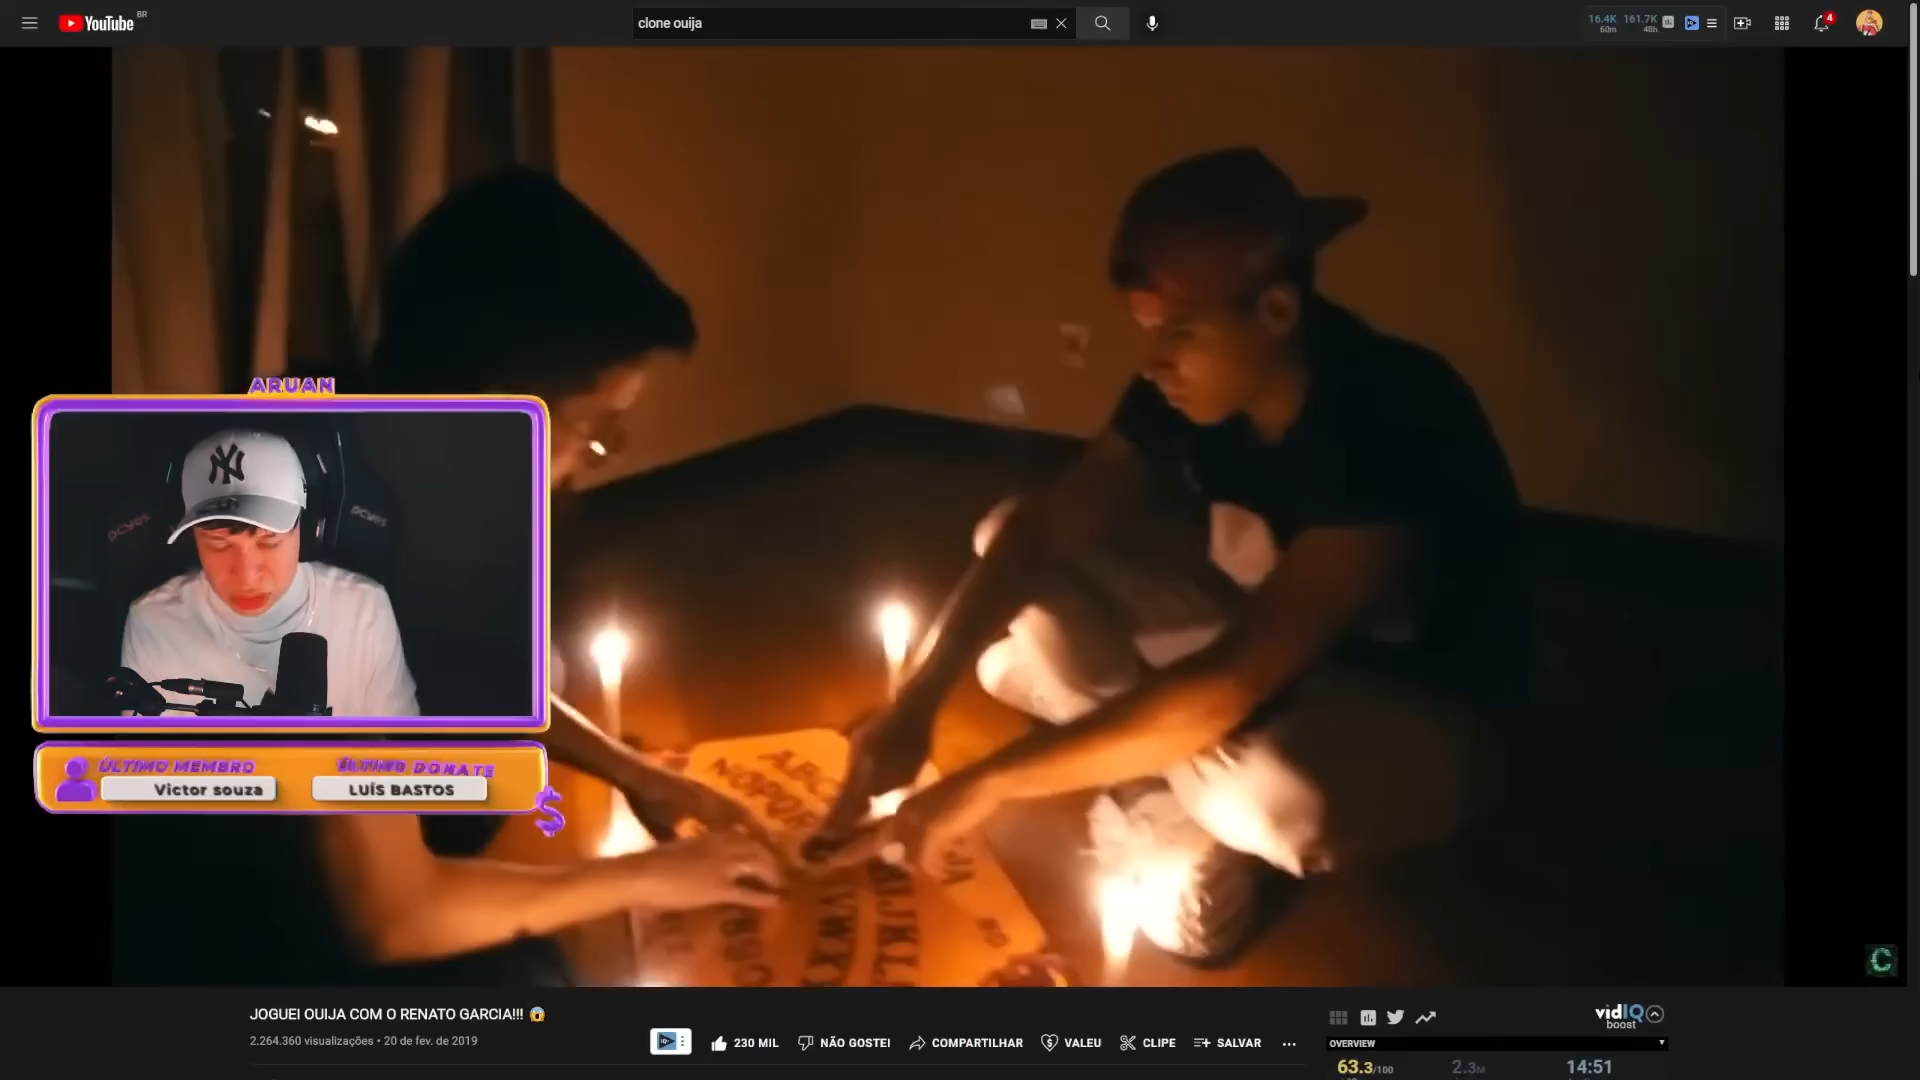 YouTube BR
clone ouija
16.4K 60m
161.7K 48h
4
ARUAN
NY
ÚLTIMO MEMBRO
Victor souza
ÚLTIMO DONATE
LUÍS BASTOS
$
C
JOGUEI OUIJA COM O RENATO GARCIA!!! 😱
2.264.360 visualizações • 20 de fev. de 2019
230 MIL
NÃO GOSTEI
COMPARTILHAR
VALEU
CLIPE
SALVAR
vidIQ
boost
OVERVIEW
63.3/100
2.3M
14:51